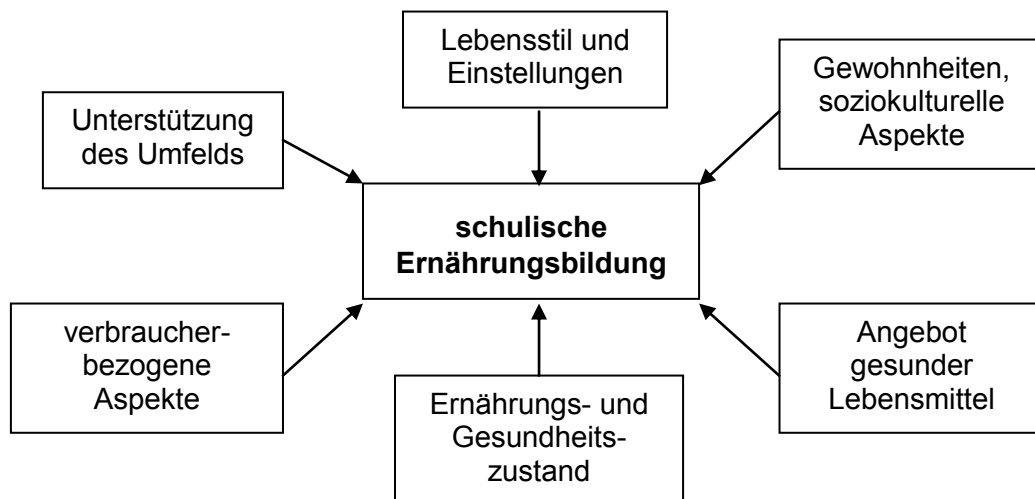 Lebensstil und
Einstellungen
Gewohnheiten,
soziokulturelle
Aspekte
Unterstützung
des Umfelds
schulische
Ernährungsbildung
verbraucher-
bezogene
Aspekte
Ernährungs- und
Gesundheits-
zustand
Angebot
gesunder
Lebensmittel